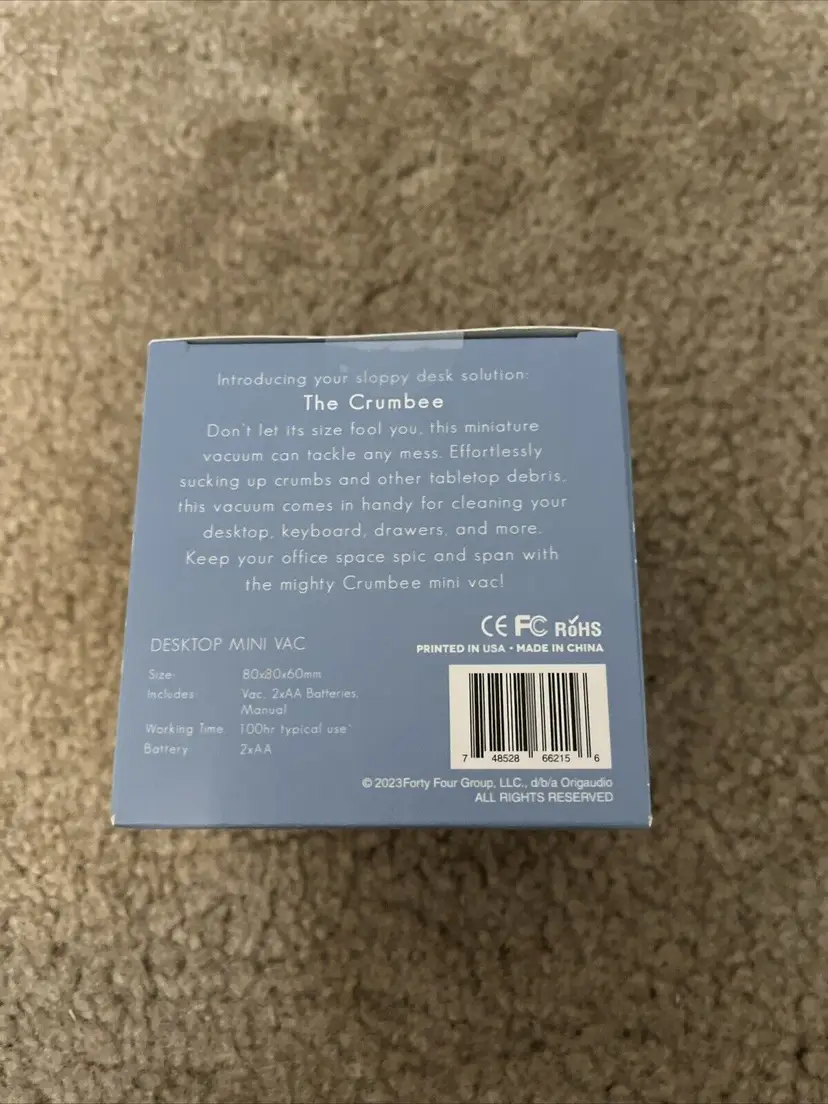 Introducing your sloppy desk solution:
The Crumbee
Don't let its size fool you, this miniature
vacuum can tackle any mess. Effortlessly
sucking up crumbs and other tabletop debris,
this vacuum comes in handy for cleaning your
desktop, keyboard, drawers, and more.
Keep your office space spic and span with
the mighty Crumbee mini vac!
CE FC RoHS
PRINTED IN USA • MADE IN CHINA
DESKTOP MINI VAC
Size: 80x80x60mm
Includes: Vac, 2xAA Batteries,
Manual
Working Time: 100hr typical use*
Battery: 2xAA
7 48528 66215 6
© 2023Forty Four Group, LLC., d/b/a Origaudio
ALL RIGHTS RESERVED